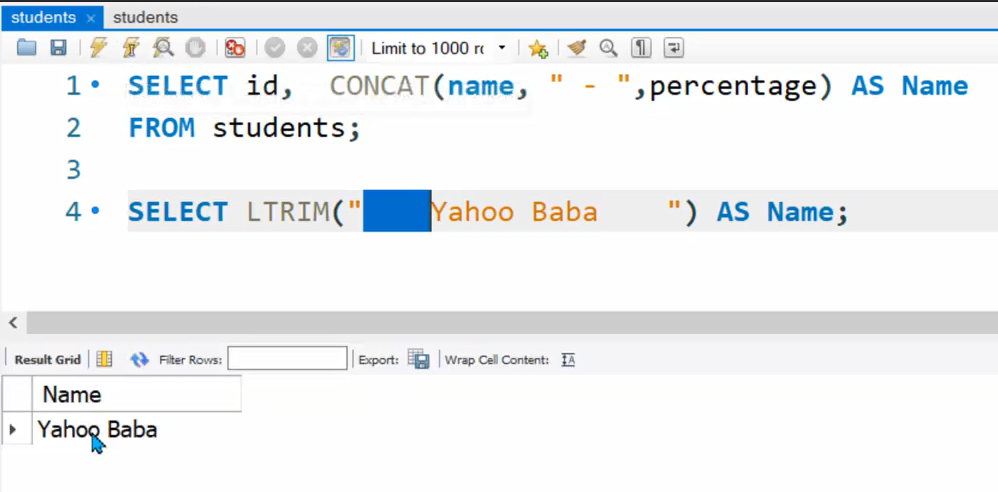 students × students
Limit to 1000 ro
1 SELECT id,  CONCAT(name, " - ",percentage) AS Name
2 FROM students;
3
4 SELECT LTRIM("    Yahoo Baba    ") AS Name;
Result Grid Filter Rows: Export: Wrap Cell Content:
Name
Yahoo Baba